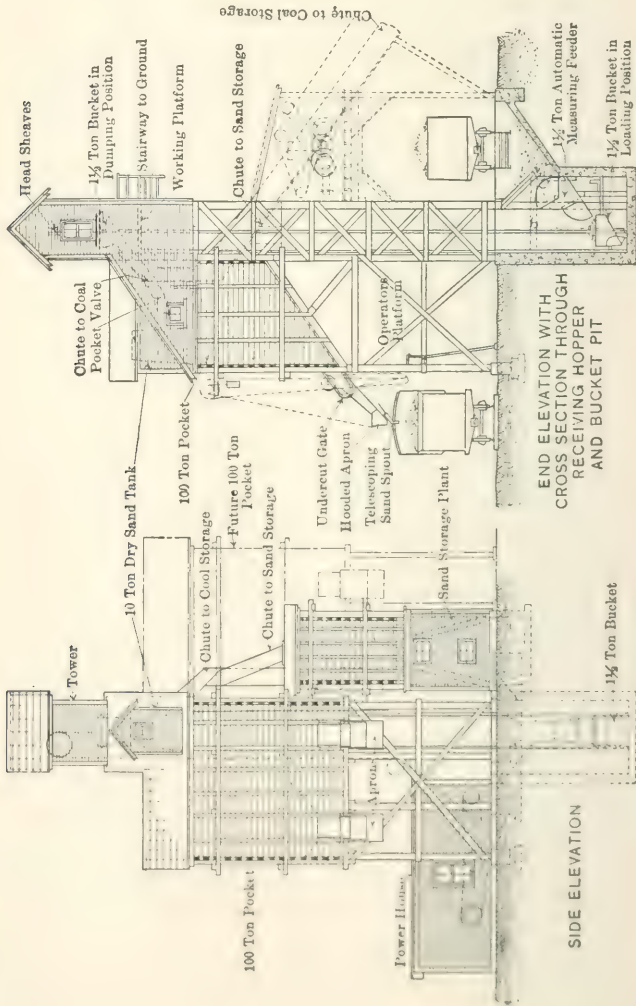 Tower
10 Ton Dry Sand Tank
Chute to Cool Storage
Future 100 Ton
Pocket
Chute to Sand Storage
100 Ton Pocket
Aprons
Power House
Sand Storage Plant
1½ Ton Bucket
SIDE ELEVATION
Head Sheaves
1½ Ton Bucket in
Dumping Position
Stairway to Ground
Working Platform
Chute to Coal
Pocket Valve
Chute to Sand Storage
Chute to Coal Storage
100 Ton Pocket
Undercut Gate
Hooded Apron
Telescoping
Sand Spout
Operators
Platform
1½ Ton Automatic
Measuring Feeder
1½ Ton Bucket in
Loading Position
END ELEVATION WITH
CROSS SECTION THROUGH
RECEIVING HOPPER
AND BUCKET PIT